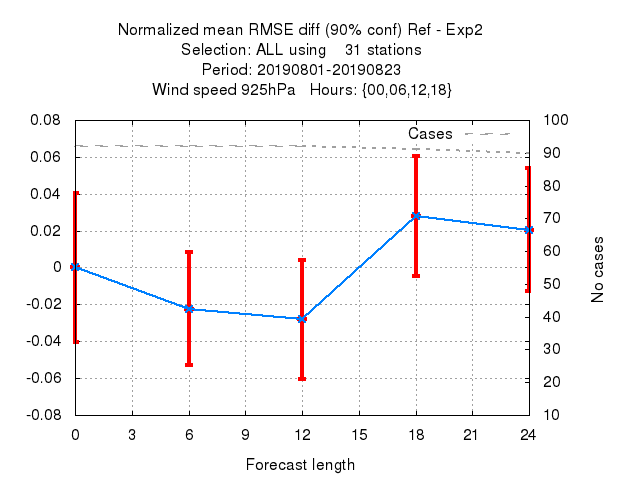 Normalized mean RMSE diff (90% conf) Ref - Exp2
Selection: ALL using    31 stations
Period: 20190801-20190823
Wind speed 925hPa   Hours: {00,06,12,18}
Cases
0.08
0.06
0.04
0.02
0
-0.02
-0.04
-0.06
-0.08
100
90
80
70
60
50
40
30
20
10
No cases
0 3 6 9 12 15 18 21 24
Forecast length